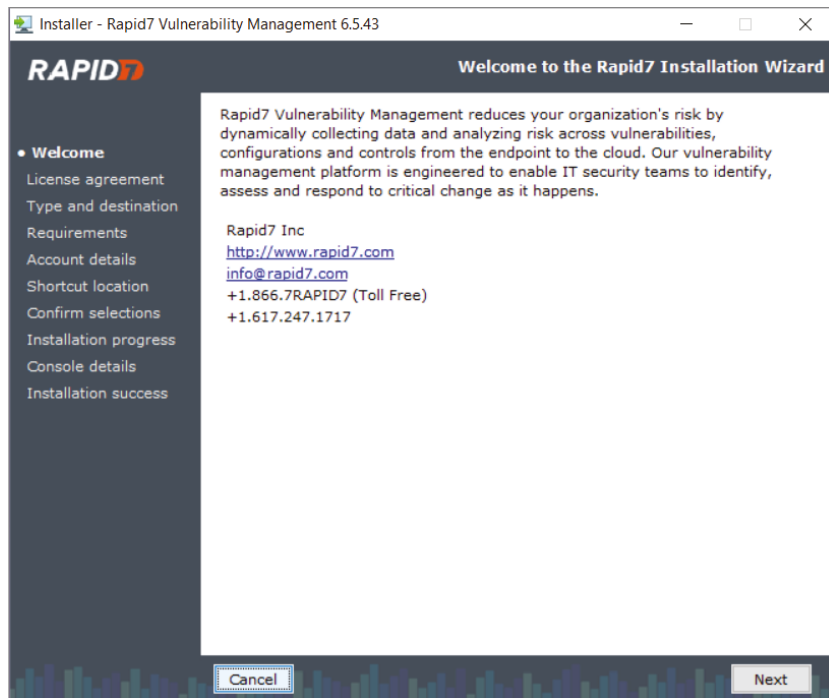 Installer - Rapid7 Vulnerability Management 6.5.43
RAPID7
Welcome to the Rapid7 Installation Wizard
• Welcome
License agreement
Type and destination
Requirements
Account details
Shortcut location
Confirm selections
Installation progress
Console details
Installation success
Rapid7 Vulnerability Management reduces your organization's risk by
dynamically collecting data and analyzing risk across vulnerabilities,
configurations and controls from the endpoint to the cloud. Our vulnerability
management platform is engineered to enable IT security teams to identify,
assess and respond to critical change as it happens.
Rapid7 Inc
http://www.rapid7.com
info@rapid7.com
+1.866.7RAPID7 (Toll Free)
+1.617.247.1717
Cancel
Next